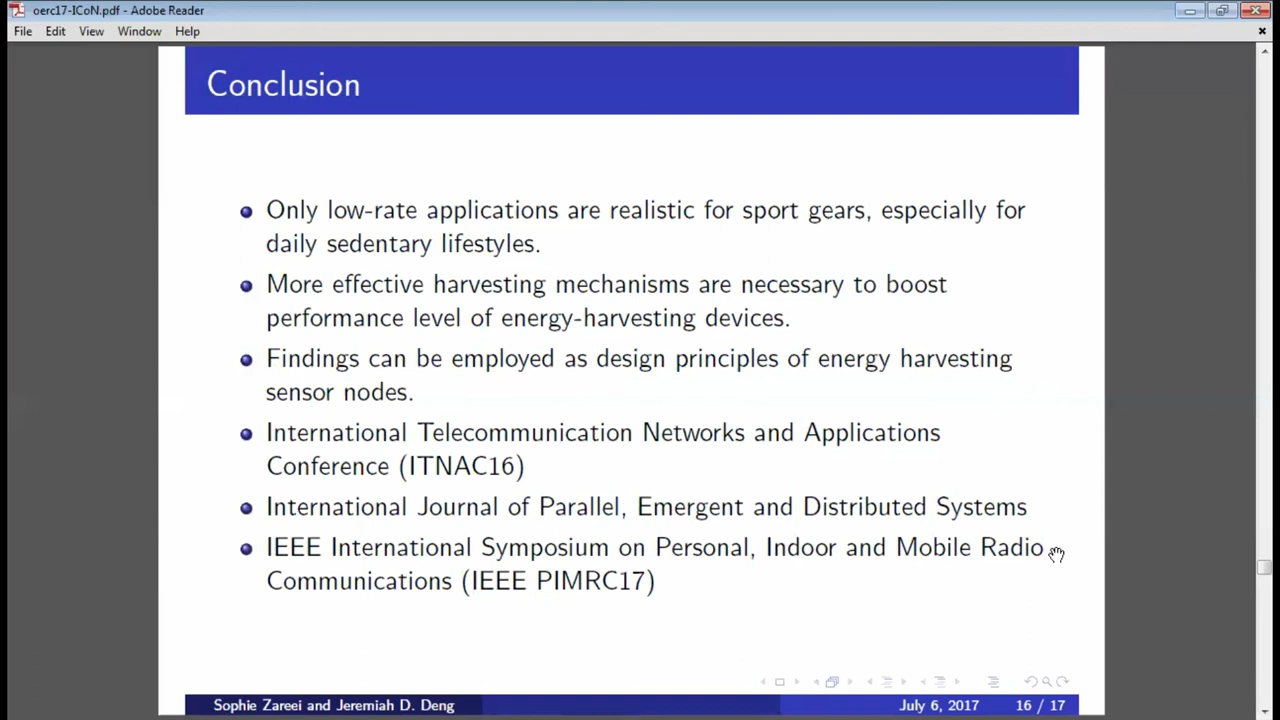 oerc17-ICoN.pdf - Adobe Reader
File Edit View Window Help
Conclusion
Only low-rate applications are realistic for sport gears, especially for
daily sedentary lifestyles.
More effective harvesting mechanisms are necessary to boost
performance level of energy-harvesting devices.
Findings can be employed as design principles of energy harvesting
sensor nodes.
International Telecommunication Networks and Applications
Conference (ITNAC16)
International Journal of Parallel, Emergent and Distributed Systems
IEEE International Symposium on Personal, Indoor and Mobile Radio
Communications (IEEE PIMRC17)
Sophie Zareei and Jeremiah D. Deng July 6, 2017 16 / 17